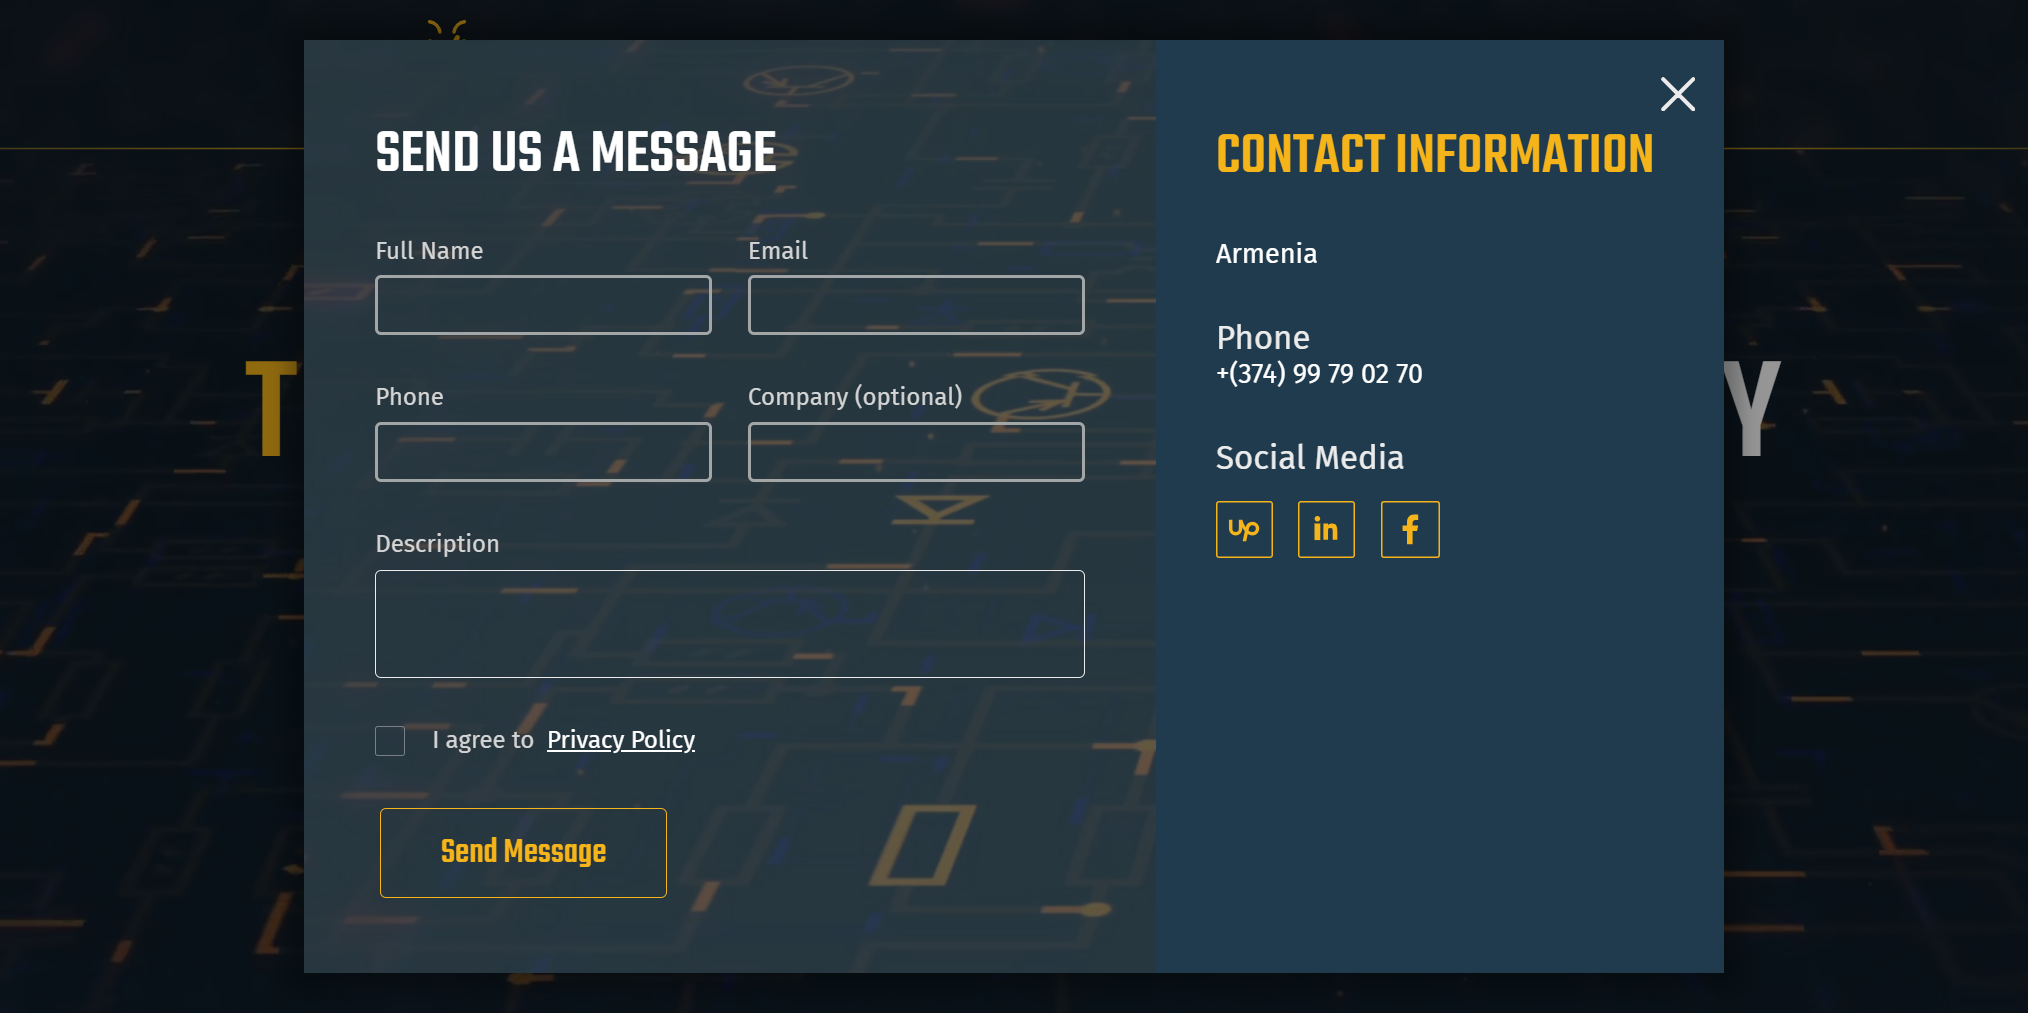 T
Y
SEND US A MESSAGE
Full Name
Email
Phone
Company (optional)
Description
I agree to Privacy Policy
Send Message
CONTACT INFORMATION
Armenia
Phone
+(374) 99 79 02 70
Social Media
up
in
f